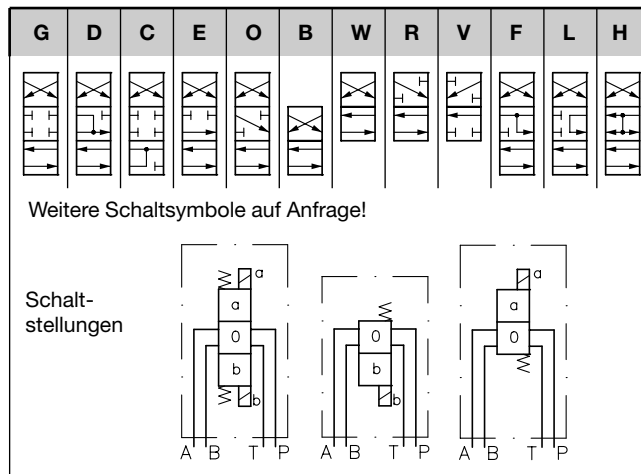 G D C E O B W R V F L H
Weitere Schaltsymbole auf Anfrage!
Schalt-
stellungen
a
a
0
b
b
A B T P
0
b
b
A B T P
a
a
0
A B T P